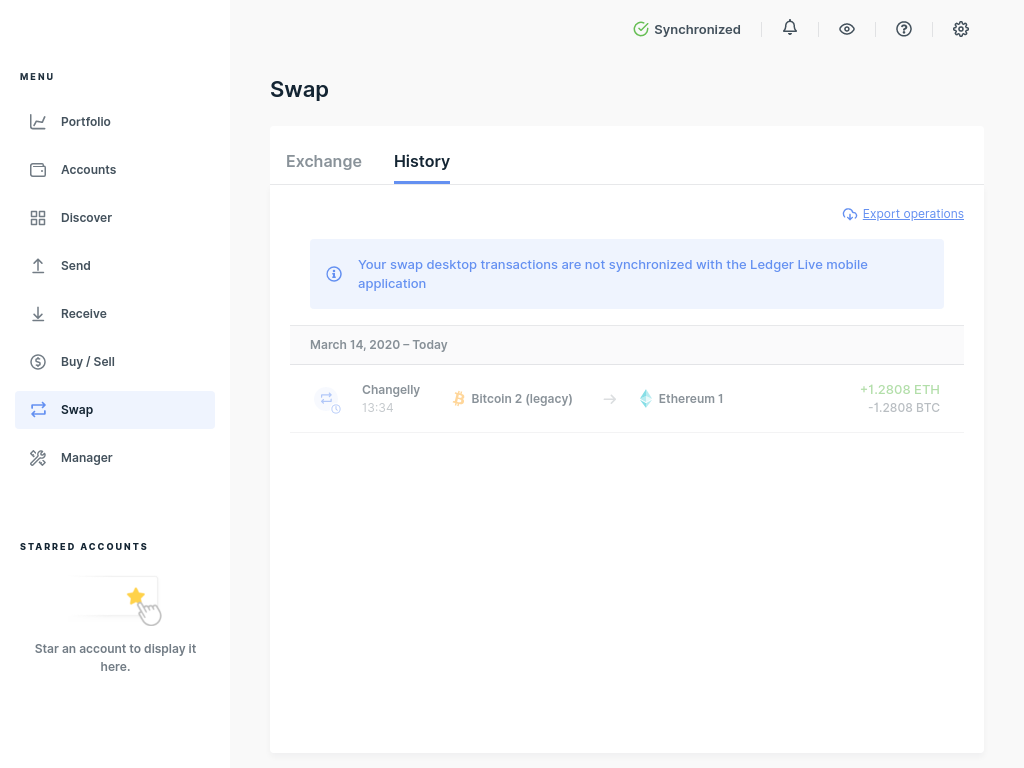 Synchronized
MENU
Portfolio
Accounts
Discover
Send
Receive
Buy / Sell
Swap
Manager
STARRED ACCOUNTS
Star an account to display it
here.
Swap
Exchange
History
Export operations
Your swap desktop transactions are not synchronized with the Ledger Live mobile
application
March 14, 2020 – Today
Changelly
13:34
Bitcoin 2 (legacy)
Ethereum 1
+1.2808 ETH
-1.2808 BTC